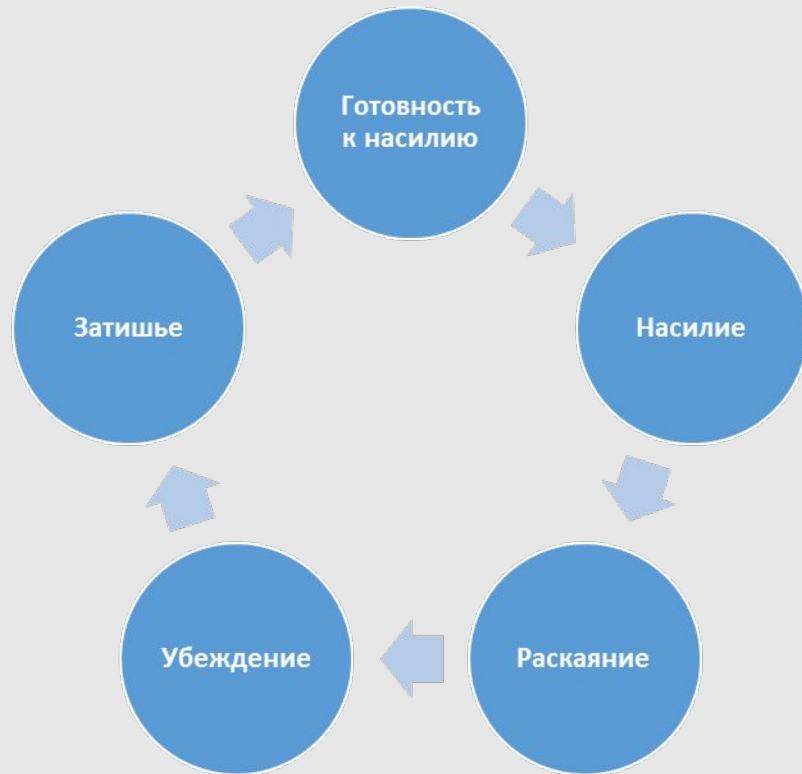 Готовность
к насилию
Насилие
Раскаяние
Убеждение
Затишье